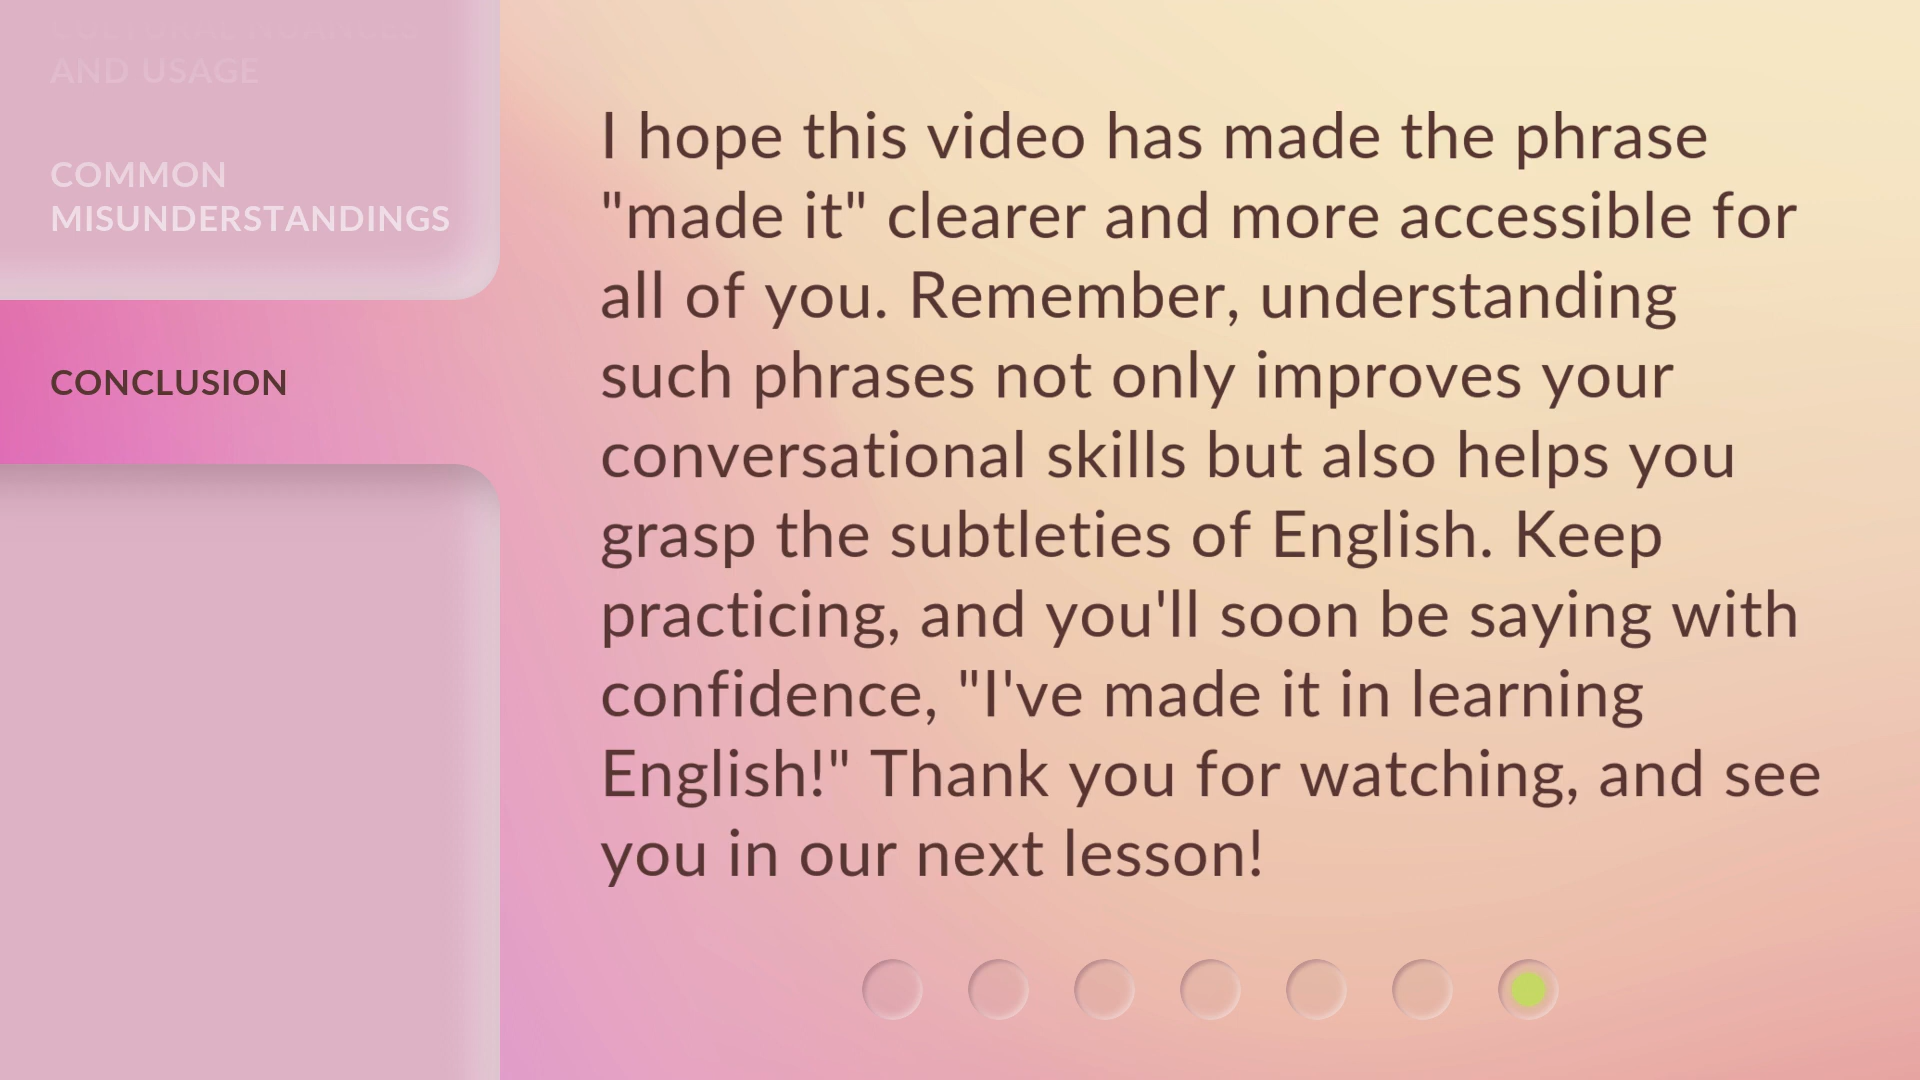 CULTURAL NUANCES
AND USAGE
COMMON
MISUNDERSTANDINGS
CONCLUSION
I hope this video has made the phrase
"made it" clearer and more accessible for
all of you. Remember, understanding
such phrases not only improves your
conversational skills but also helps you
grasp the subtleties of English. Keep
practicing, and you'll soon be saying with
confidence, "I've made it in learning
English!" Thank you for watching, and see
you in our next lesson!